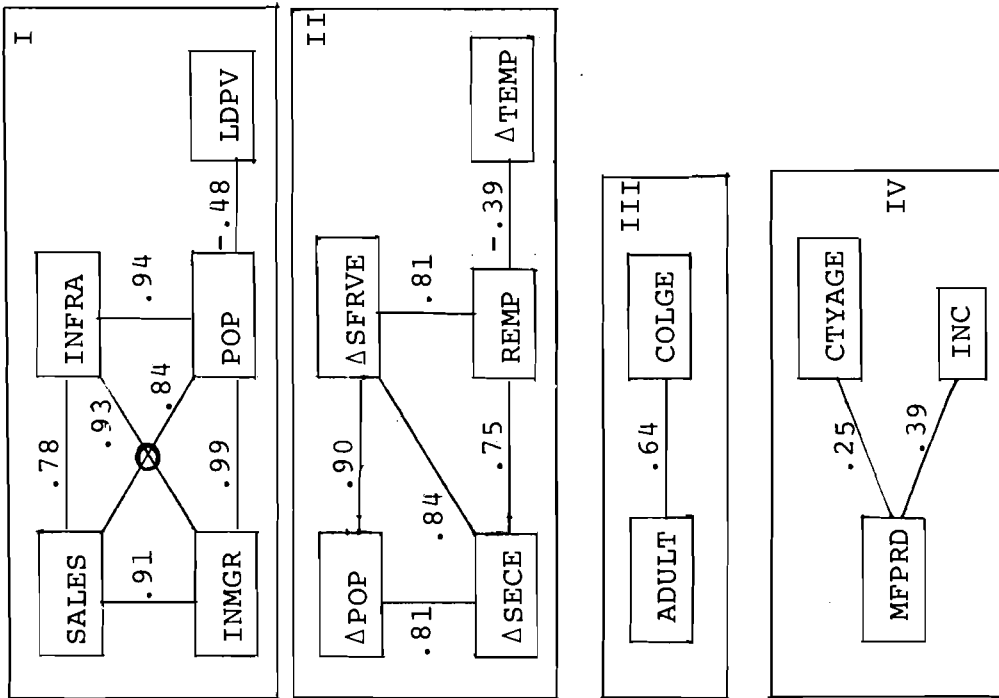 I
SALES .78 INFRA
.93
.91 .94
.84
INMGR .99 POP -.48 LDPV
II
ΔPOP .90 ΔSFRVE
.81 .84 .81
ΔSECE .75 REMP -.39 ΔTEMP
III
ADULT .64 COLGE
.25 CTYAGE
MFPRD IV
.39 INC